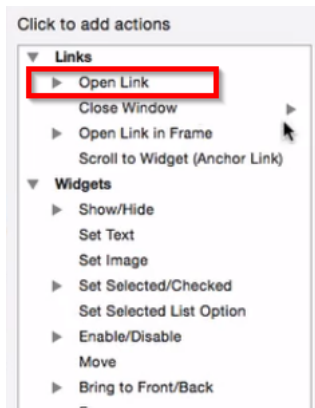 Click to add actions
Links
Open Link
Close Window
Open Link in Frame
Scroll to Widget (Anchor Link)
Widgets
Show/Hide
Set Text
Set Image
Set Selected/Checked
Set Selected List Option
Enable/Disable
Move
Bring to Front/Back